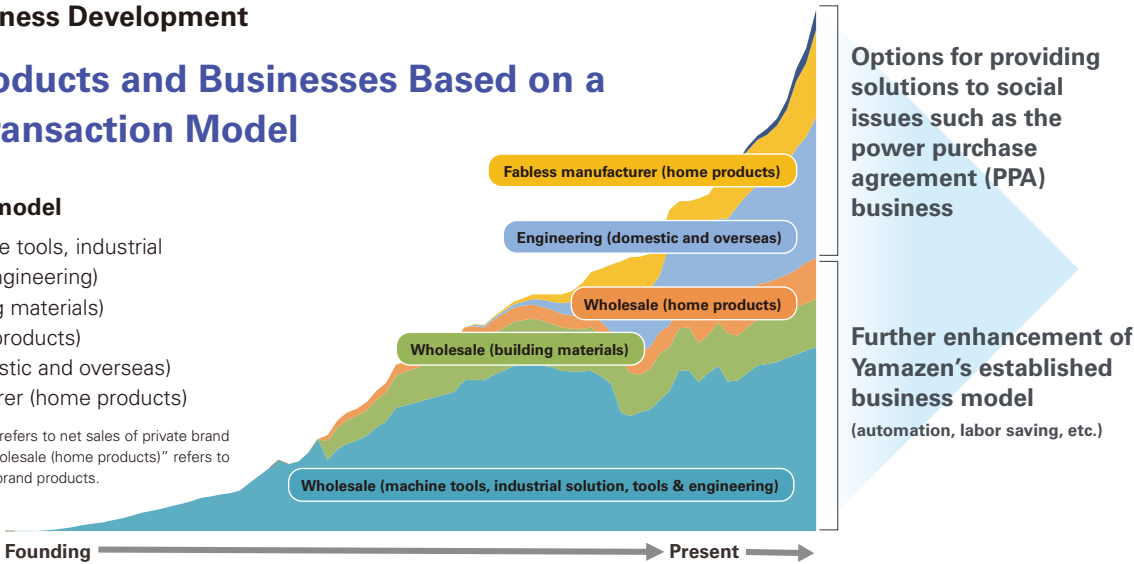 ness Development
oducts and Businesses Based on a
ransaction Model
model
e tools, industrial
ngineering)
g materials)
products)
stic and overseas)
rer (home products)
refers to net sales of private brand
olesale (home products)” refers to
brand products.
Fabless manufacturer (home products)
Engineering (domestic and overseas)
Wholesale (home products)
Wholesale (building materials)
Wholesale (machine tools, industrial solution, tools & engineering)
Founding
Present
Options for providing
solutions to social
issues such as the
power purchase
agreement (PPA)
business
Further enhancement of
Yamazen’s established
business model
(automation, labor saving, etc.)